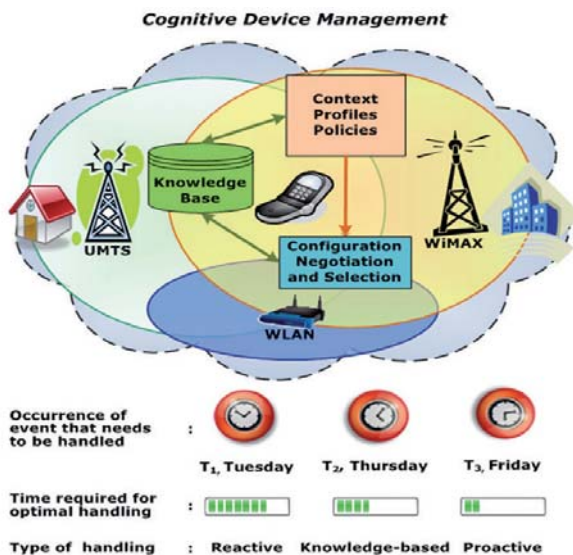 Cognitive Device Management
Context
Profiles
Policies
Knowledge
Base
UMTS
WiMAX
Configuration
Negotiation
and Selection
WLAN
Occurrence of
event that needs
to be handled
:
T1, Tuesday T2, Thursday T3, Friday
Time required for
optimal handling
:
Type of handling : Reactive Knowledge-based Proactive